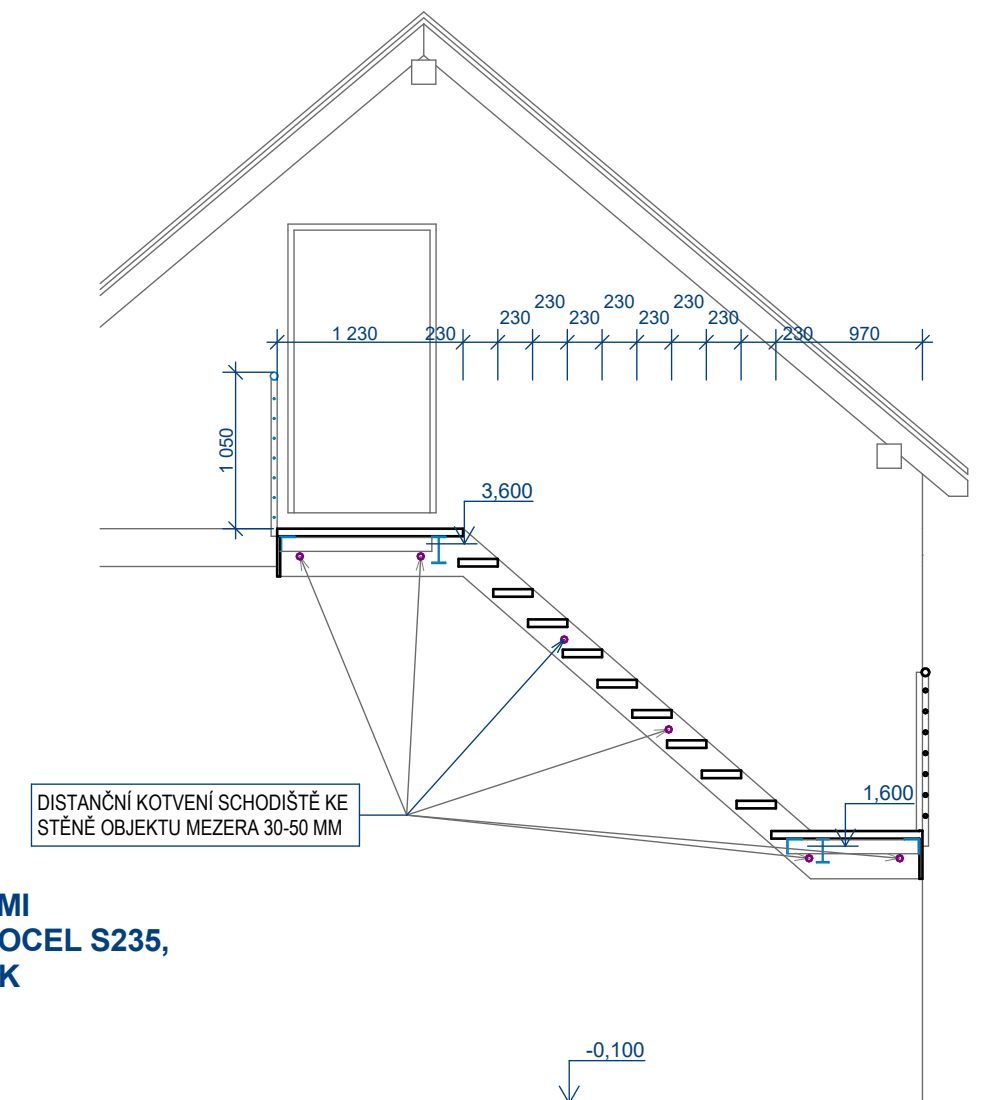 230 230 230
1 230 230 230 230 230 230 230 970
1 050
3,600
1,600
DISTANČNÍ KOTVENÍ SCHODIŠTĚ KE
STĚNĚ OBJEKTU MEZERA 30-50 MM
MI
OCEL S235,
K
-0,100